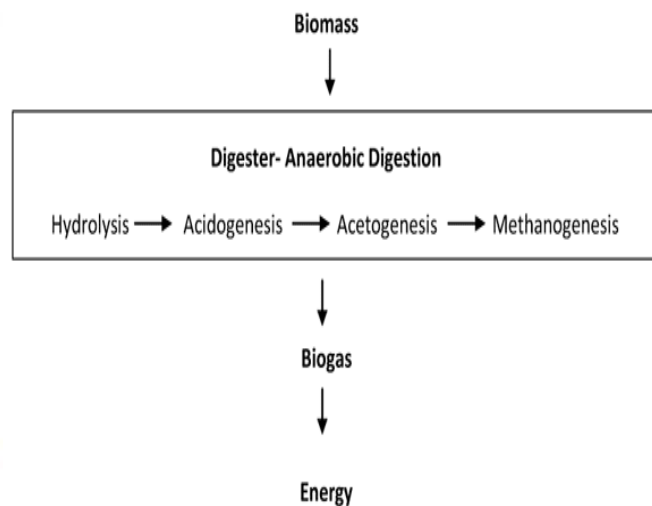 Biomass
Digester- Anaerobic Digestion
Hydrolysis → Acidogenesis → Acetogenesis → Methanogenesis
Biogas
Energy